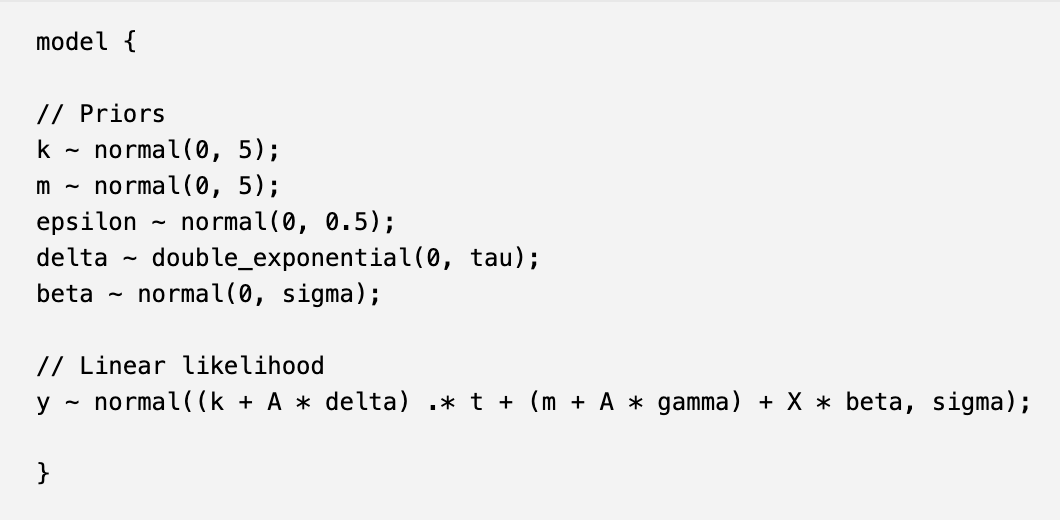 model {
// Priors
k ~ normal(0, 5);
m ~ normal(0, 5);
epsilon ~ normal(0, 0.5);
delta ~ double_exponential(0, tau);
beta ~ normal(0, sigma);
// Linear likelihood
y ~ normal((k + A * delta) .* t + (m + A * gamma) + X * beta, sigma);
}